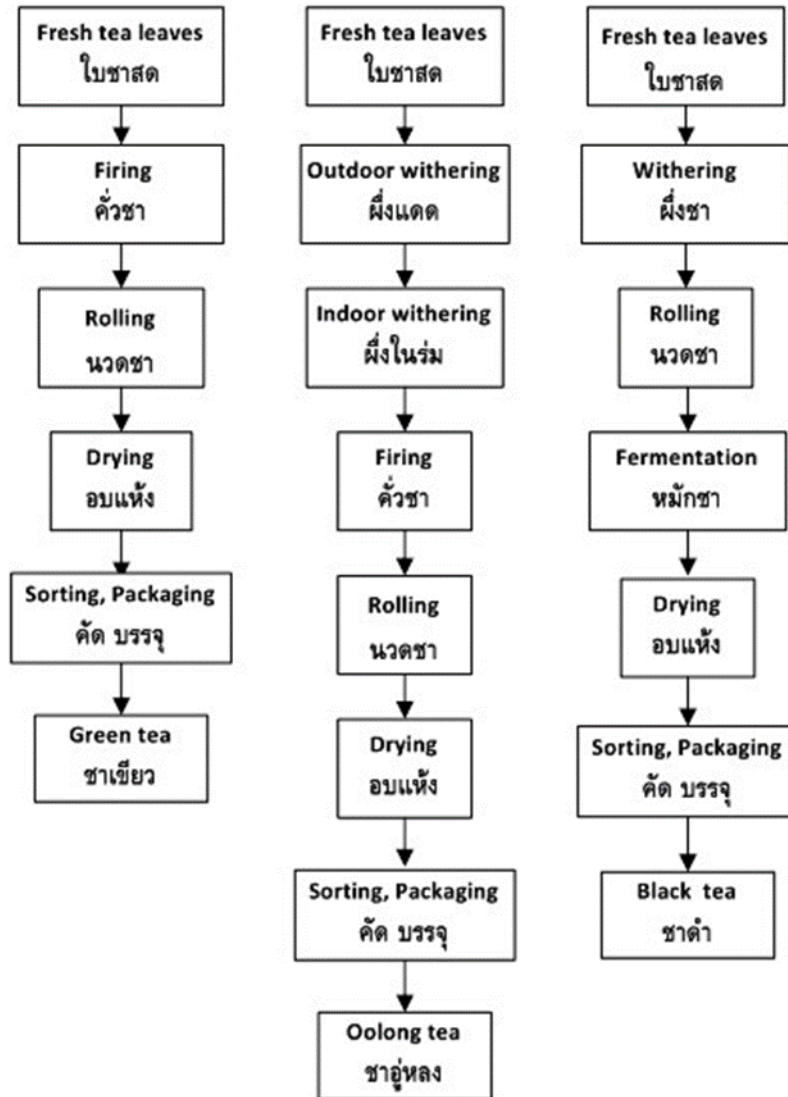 Fresh tea leaves
ใบชาสด
Firing
คั่วชา
Rolling
นวดชา
Drying
อบแห้ง
Sorting, Packaging
คัด บรรจุ
Green tea
ชาเขียว
Fresh tea leaves
ใบชาสด
Outdoor withering
ผึ่งแดด
Indoor withering
ผึ่งในร่ม
Firing
คั่วชา
Rolling
นวดชา
Drying
อบแห้ง
Sorting, Packaging
คัด บรรจุ
Oolong tea
ชาอู่หลง
Fresh tea leaves
ใบชาสด
Withering
ผึ่งชา
Rolling
นวดชา
Fermentation
หมักชา
Drying
อบแห้ง
Sorting, Packaging
คัด บรรจุ
Black tea
ชาดำ